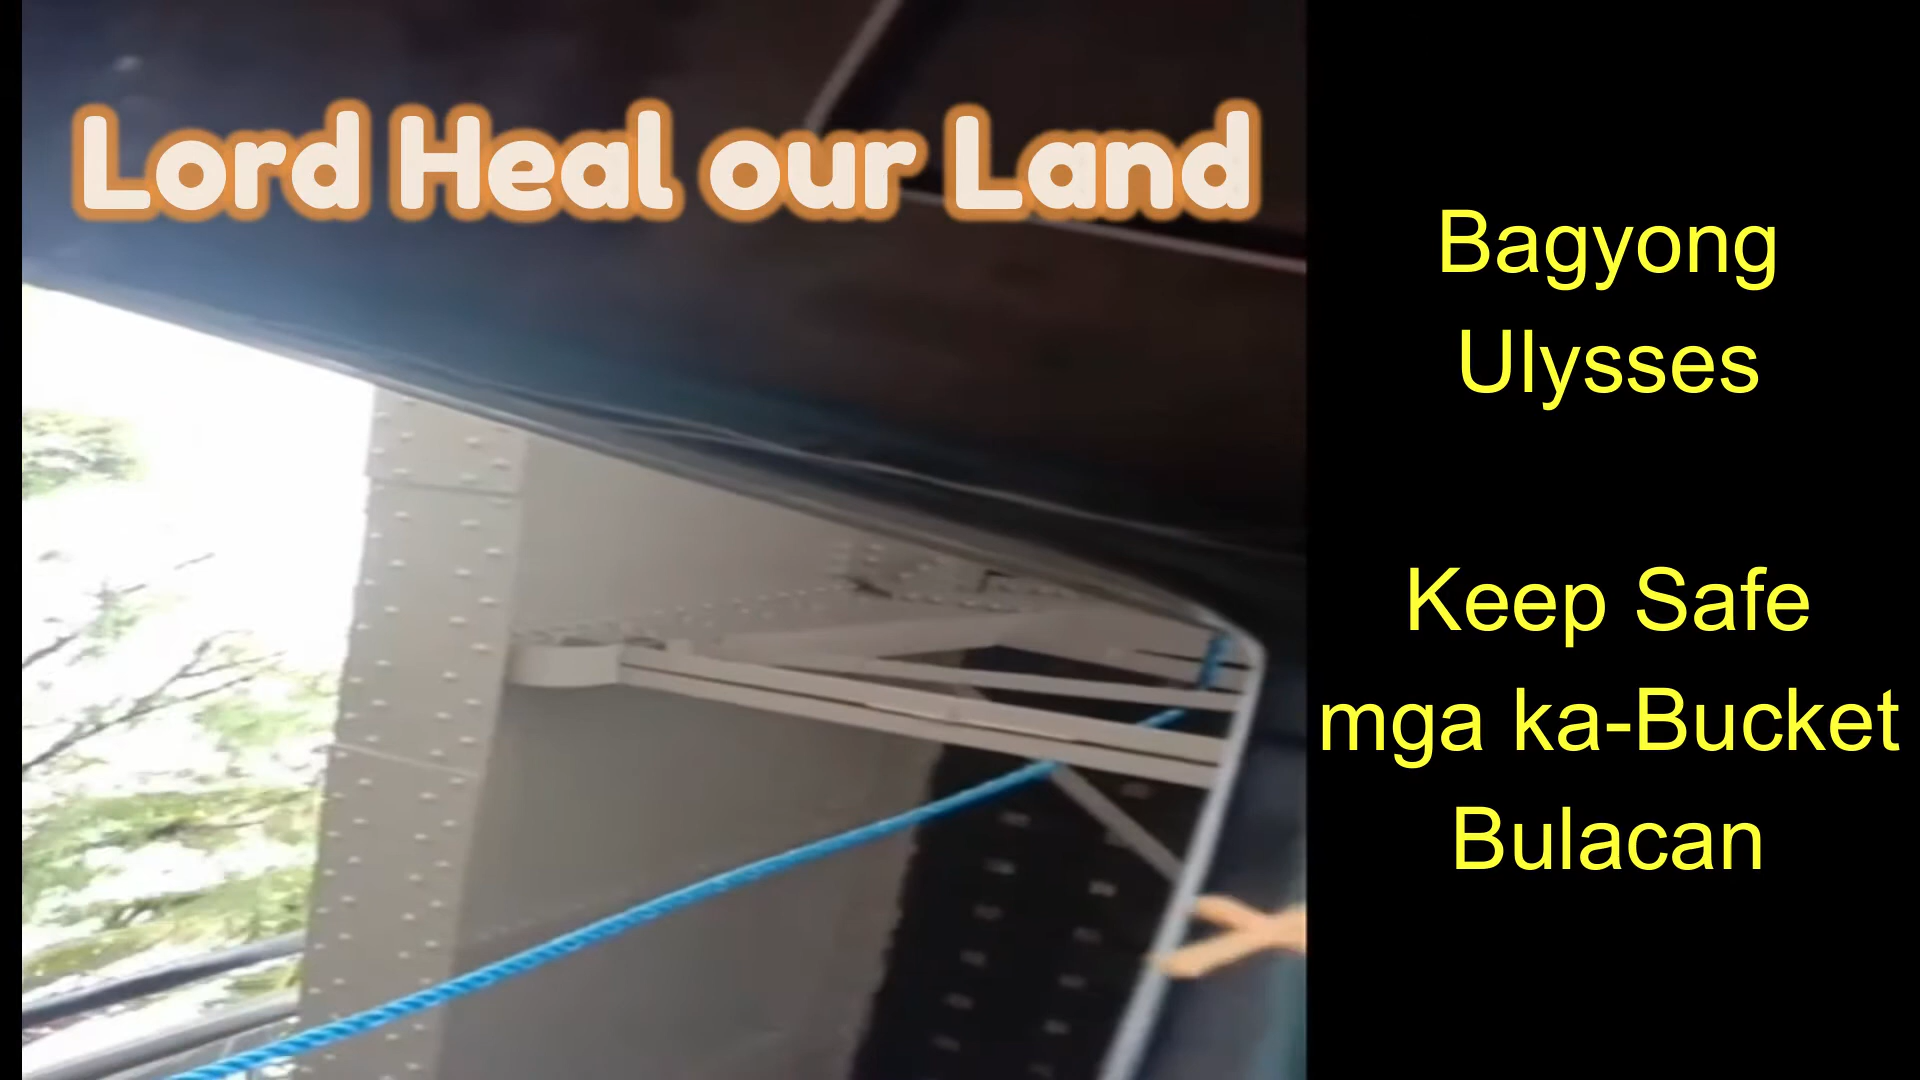 Lord Heal our Land
Bagyong
Ulysses
Keep Safe
mga ka-Bucket
Bulacan